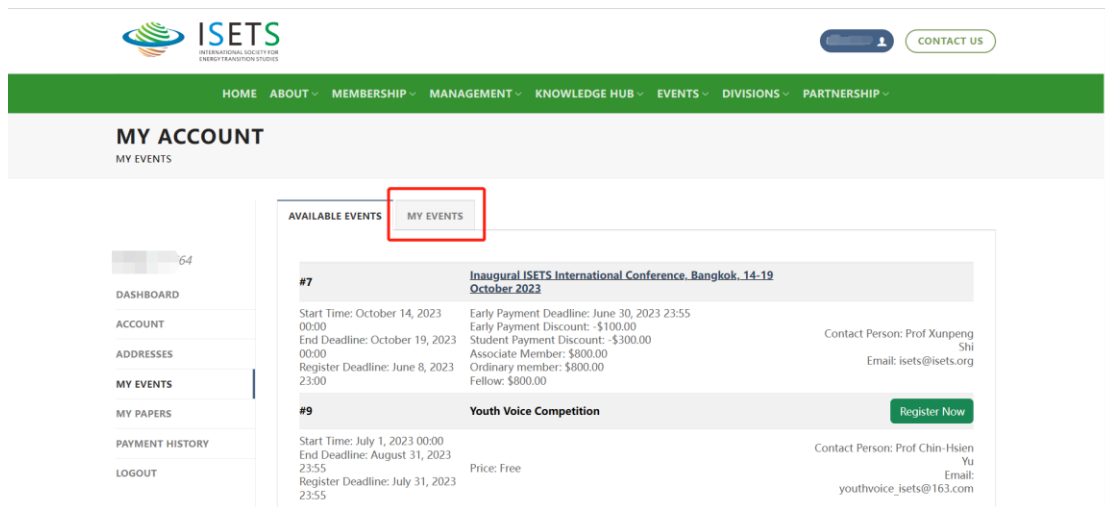 ISETS
INTERNATIONAL SOCIETY FOR
ENERGY TRANSITION STUDIES
CONTACT US
HOME ABOUT MEMBERSHIP MANAGEMENT KNOWLEDGE HUB EVENTS DIVISIONS PARTNERSHIP
MY ACCOUNT
MY EVENTS
AVAILABLE EVENTS MY EVENTS
64
DASHBOARD
ACCOUNT
ADDRESSES
MY EVENTS
MY PAPERS
PAYMENT HISTORY
LOGOUT
#7
Inaugural ISETS International Conference, Bangkok, 14-19
October 2023
Start Time: October 14, 2023
00:00
End Deadline: October 19, 2023
00:00
Register Deadline: June 8, 2023
23:00
Early Payment Deadline: June 30, 2023 23:55
Early Payment Discount: -$100.00
Student Payment Discount: -$300.00
Associate Member: $800.00
Ordinary member: $800.00
Fellow: $800.00
Contact Person: Prof Xunpeng
Shi
Email: isets@isets.org
#9
Youth Voice Competition
Register Now
Start Time: July 1, 2023 00:00
End Deadline: August 31, 2023
23:55
Register Deadline: July 31, 2023
23:55
Price: Free
Contact Person: Prof Chin-Hsien
Yu
Email:
youthvoice_isets@163.com